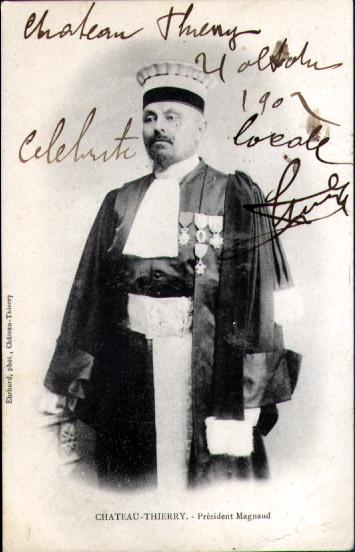 Chateau Thierry
21 octobre
1902
Celebrite locale
Ehrhard, phot., Château-Thierry
CHATEAU-THIERRY. - Président Magnaud